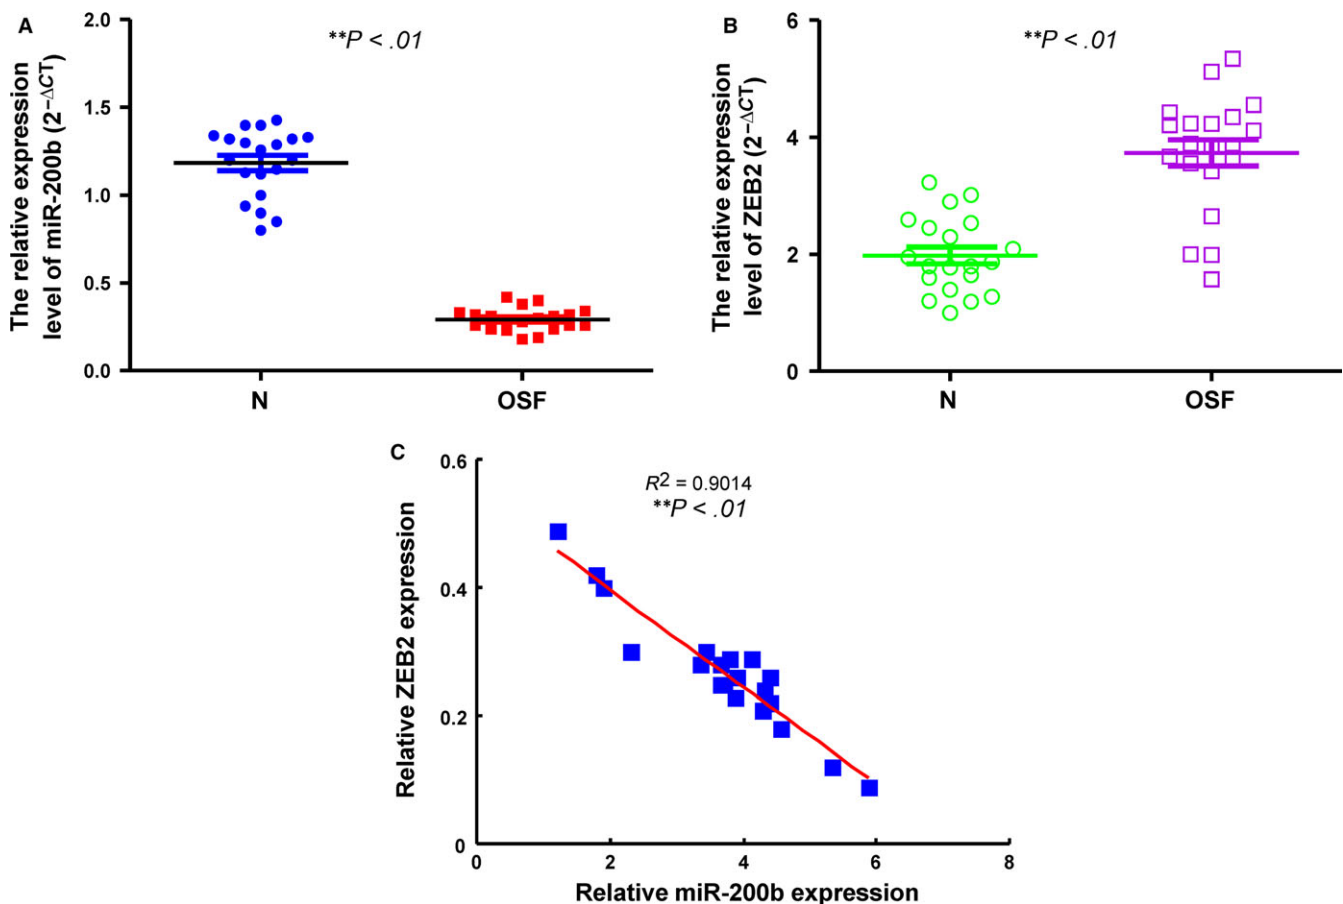 A
The relative expression
level of miR-200b (2⁻ΔCT)
2.0
1.5
1.0
0.5
0.0
**P < .01
N
OSF
B
The relative expression
level of ZEB2 (2⁻ΔCT)
6
4
2
0
**P < .01
N
OSF
C
Relative ZEB2 expression
0.6
0.4
0.2
0
R² = 0.9014
**P < .01
0
2
4
6
8
Relative miR-200b expression